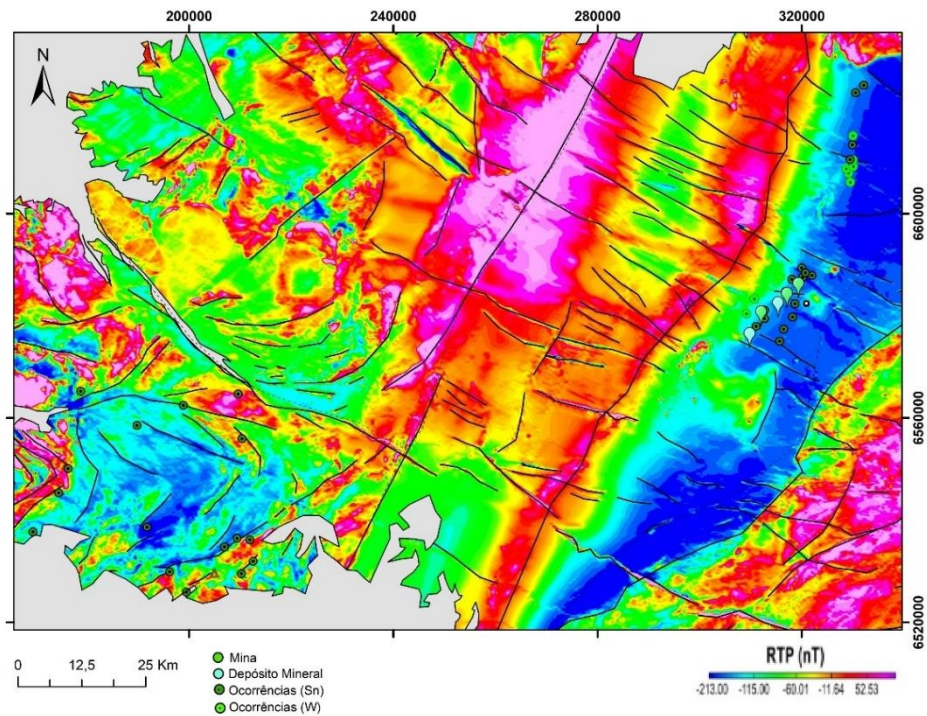 200000 240000 280000 320000
N
6600000
6560000
6520000
0 12,5 25 Km
Mina
Depósito Mineral
Ocorrências (Sn)
Ocorrências (W)
RTP (nT)
-213.00 -115.00 -60.01 -11.64 52.53